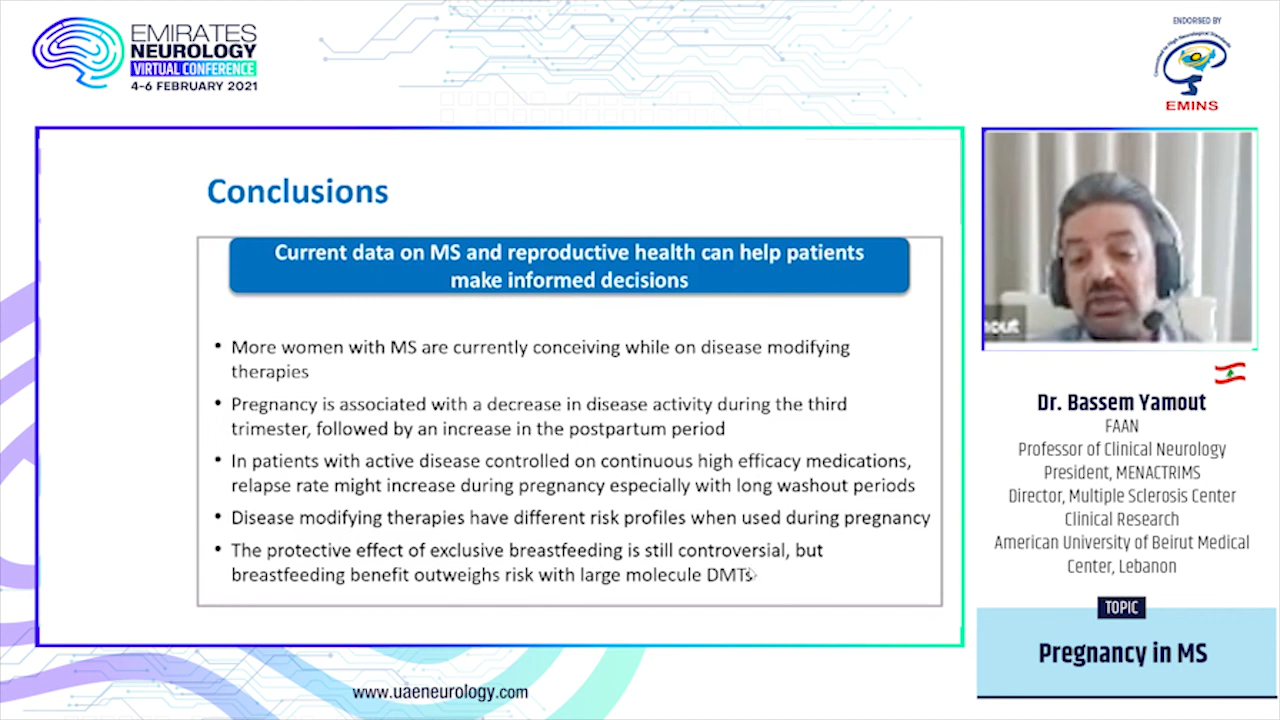 EMIRATES
NEUROLOGY
VIRTUAL CONFERENCE
4-6 FEBRUARY 2021
ENDORSED BY
Committed to High Neurological Standards
EMINS
Conclusions
Current data on MS and reproductive health can help patients
make informed decisions
• More women with MS are currently conceiving while on disease modifying
therapies
• Pregnancy is associated with a decrease in disease activity during the third
trimester, followed by an increase in the postpartum period
• In patients with active disease controlled on continuous high efficacy medications,
relapse rate might increase during pregnancy especially with long washout periods
• Disease modifying therapies have different risk profiles when used during pregnancy
• The protective effect of exclusive breastfeeding is still controversial, but
breastfeeding benefit outweighs risk with large molecule DMTs
Dr. Bassem Yamout
FAAN
Professor of Clinical Neurology
President, MENACTRIMS
Director, Multiple Sclerosis Center
Clinical Research
American University of Beirut Medical
Center, Lebanon
TOPIC
Pregnancy in MS
www.uaeneurology.com